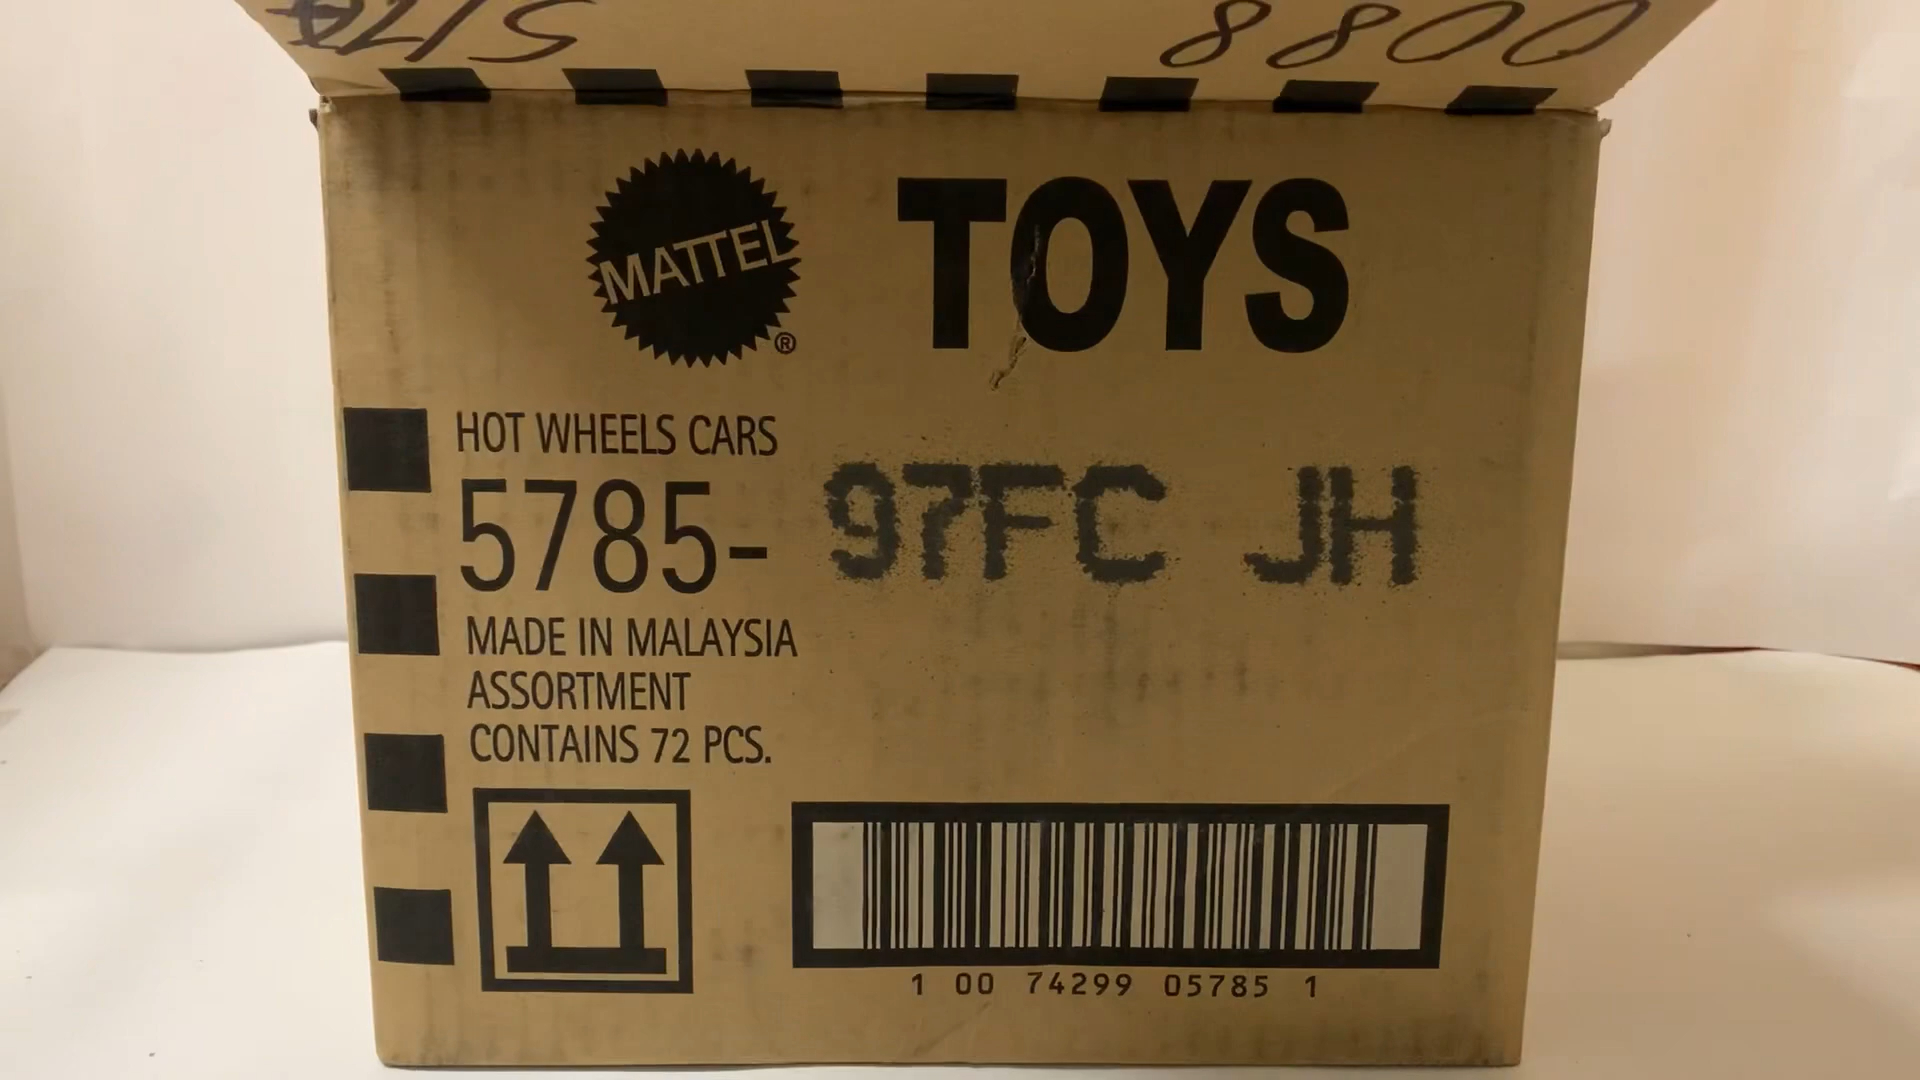 0088
MATTEL
®
TOYS
HOT WHEELS CARS
5785- 97FC JH
MADE IN MALAYSIA
ASSORTMENT
CONTAINS 72 PCS.
1 00 74299 05785 1